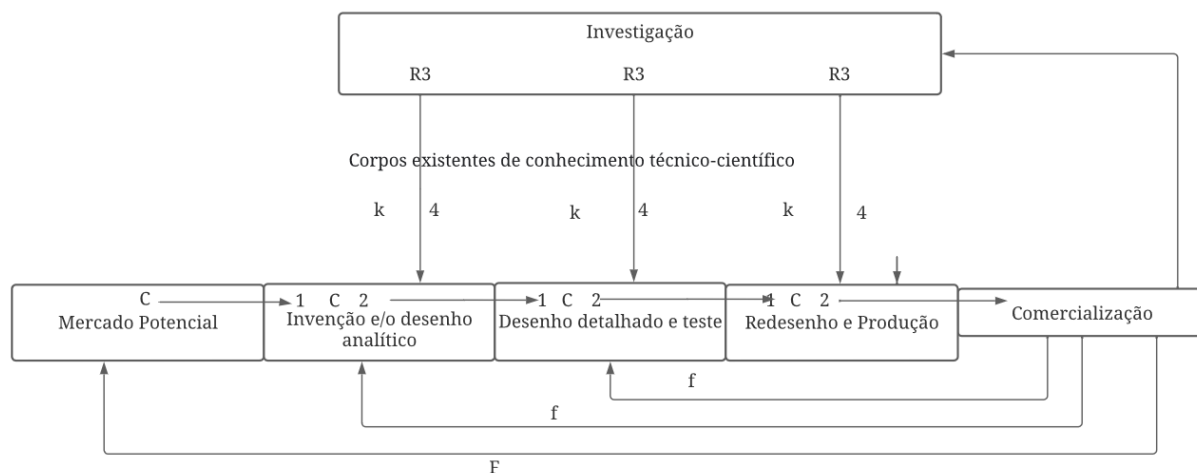 Investigação
R3 R3 R3
Corpos existentes de conhecimento técnico-científico
k 4 k 4 k 4
C 1 C 2 1 C 2 1 C 2
Mercado Potencial
Invenção e/o desenho
analítico
Desenho detalhado e teste
Redesenho e Produção
Comercialização
f
f
F